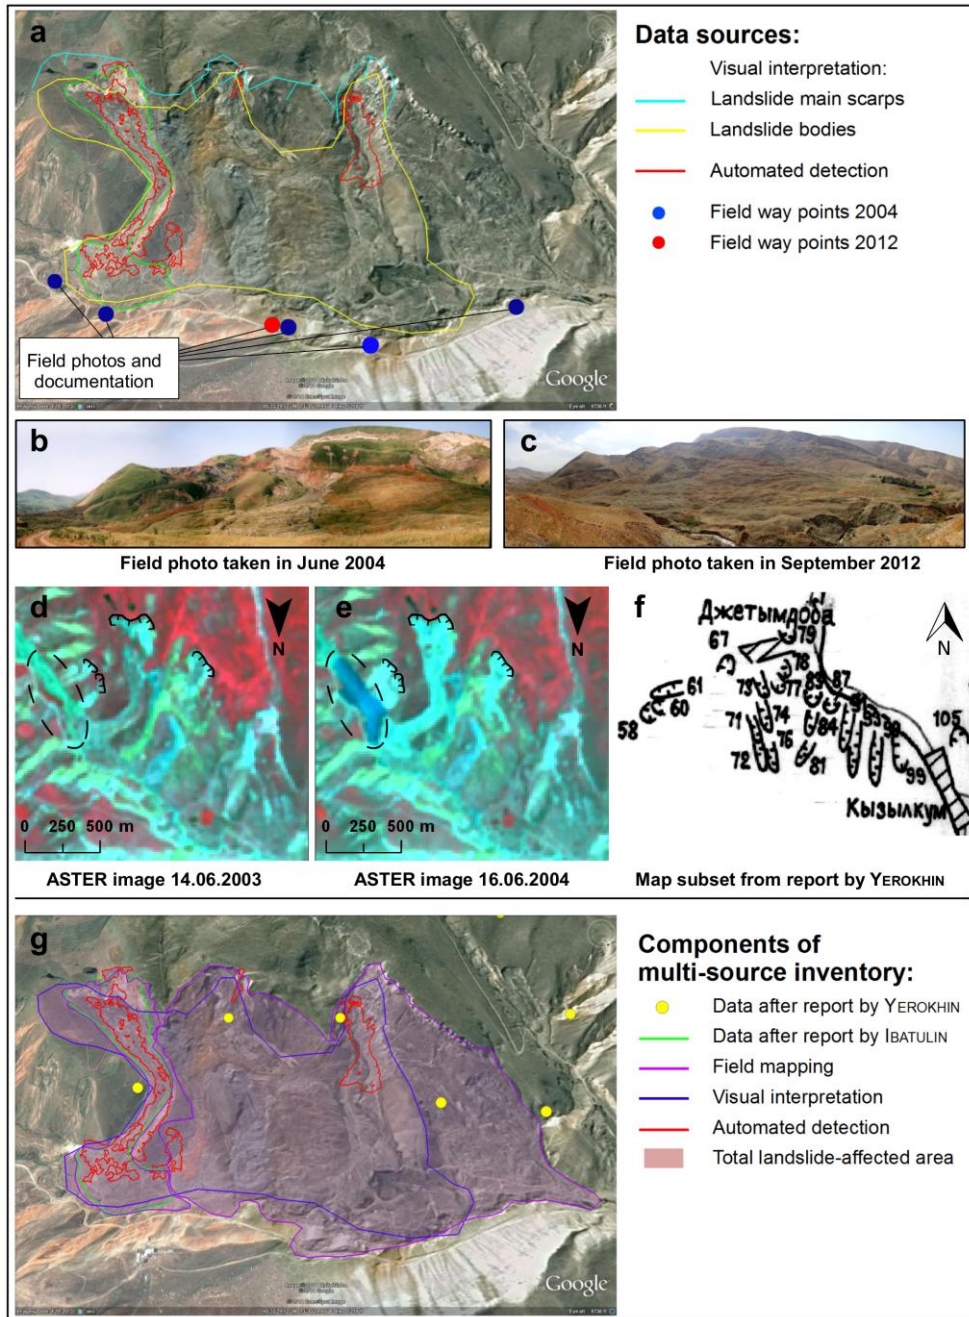 a
Data sources:
Visual interpretation:
Landslide main scarps
Landslide bodies
Automated detection
Field way points 2004
Field way points 2012
Field photos and
documentation
Google
b
c
Field photo taken in June 2004
Field photo taken in September 2012
d
N
0 250 500 m
e
N
0 250 500 m
f
N
Джетымдоба
67
79
78
61
60
58
73
77
87
71
74
84
72
76
81
99
105
Кызылкум
ASTER image 14.06.2003
ASTER image 16.06.2004
Map subset from report by YEROKHIN
g
Google
Components of
multi-source inventory:
Data after report by YEROKHIN
Data after report by IBATULIN
Field mapping
Visual interpretation
Automated detection
Total landslide-affected area